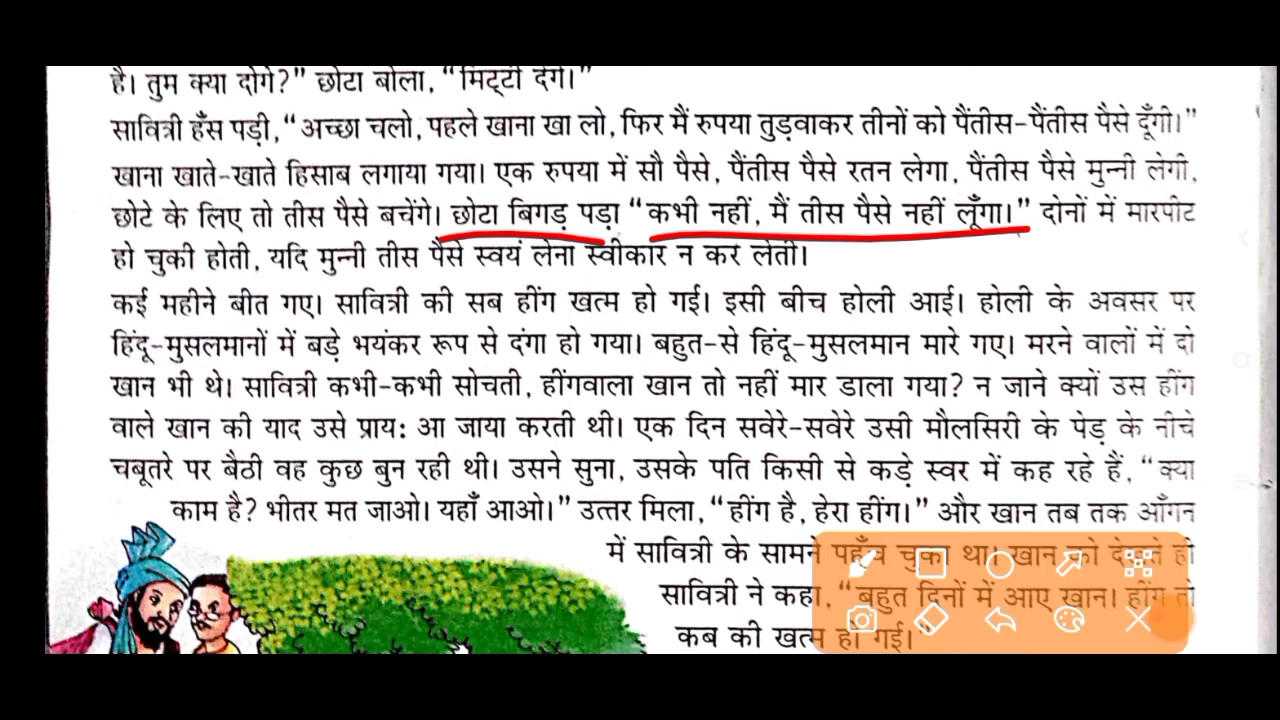 है। तुम क्या दोगे?” छोटा बोला, “मिट्टी देंगे।”
सावित्री हँस पड़ी, “अच्छा चलो, पहले खाना खा लो, फिर मैं रुपया तुड़वाकर तीनों को पैंतीस-पैंतीस पैसे दूँगी।”
खाना खाते-खाते हिसाब लगाया गया। एक रुपया में सौ पैसे, पैंतीस पैसे रतन लेगा, पैंतीस पैसे मुन्नी लेगी,
छोटे के लिए तो तीस पैसे बचेंगे। छोटा बिगड़ पड़ा “कभी नहीं, मैं तीस पैसे नहीं लूँगा।” दोनों में मारपीट
हो चुकी होती, यदि मुन्नी तीस पैसे स्वयं लेना स्वीकार न कर लेती।
कई महीने बीत गए। सावित्री की सब हींग खत्म हो गई। इसी बीच होली आई। होली के अवसर पर
हिंदू-मुसलमानों में बड़े भयंकर रूप से दंगा हो गया। बहुत-से हिंदू-मुसलमान मारे गए। मरने वालों में दो
खान भी थे। सावित्री कभी-कभी सोचती, हींगवाला खान तो नहीं मार डाला गया? न जाने क्यों उस हींग
वाले खान की याद उसे प्राय: आ जाया करती थी। एक दिन सवेरे-सवेरे उसी मौलसिरी के पेड़ के नीचे
चबूतरे पर बैठी वह कुछ बुन रही थी। उसने सुना, उसके पति किसी से कड़े स्वर में कह रहे हैं, “क्या
काम है? भीतर मत जाओ। यहाँ आओ।” उत्तर मिला, “हींग है, हेरा हींग।” और खान तब तक आँगन
में सावित्री के सामने पहुँच चुका था। खान को देखते ही
सावित्री ने कहा, “बहुत दिनों में आए खान। हींग तो
कब की खत्म हो गई।”